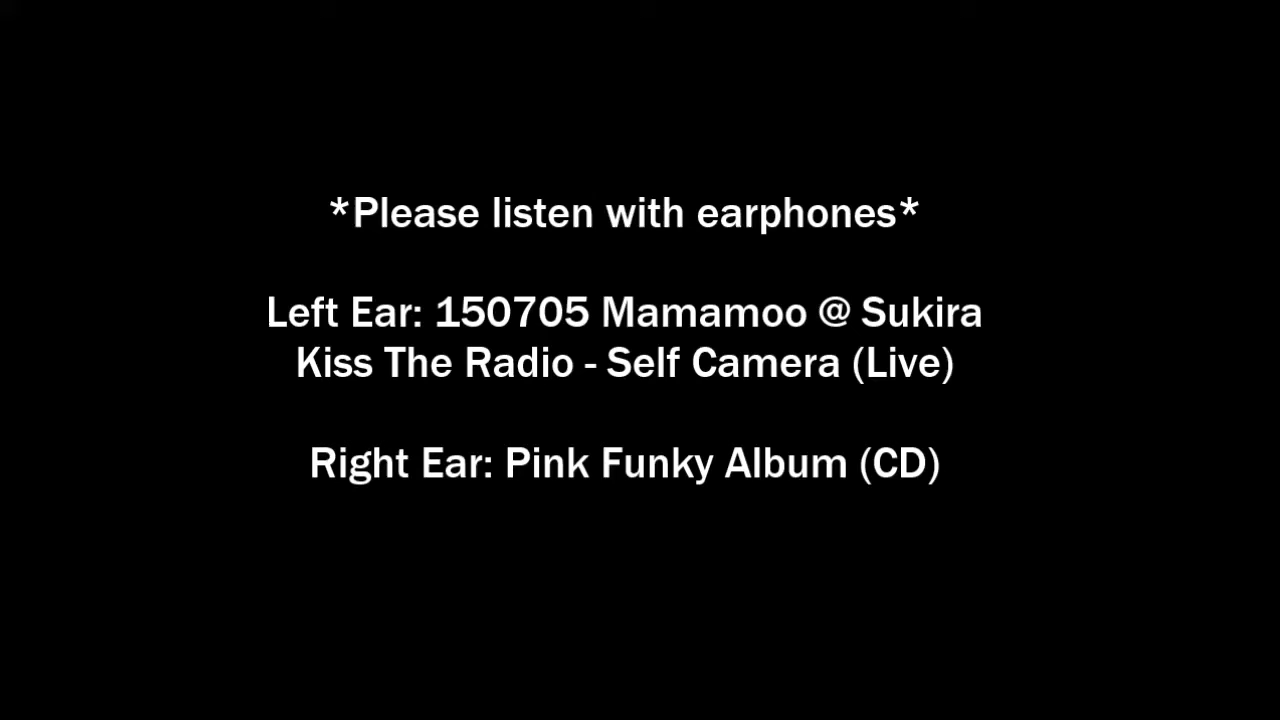 *Please listen with earphones*
Left Ear: 150705 Mamamoo @ Sukira
Kiss The Radio - Self Camera (Live)
Right Ear: Pink Funky Album (CD)